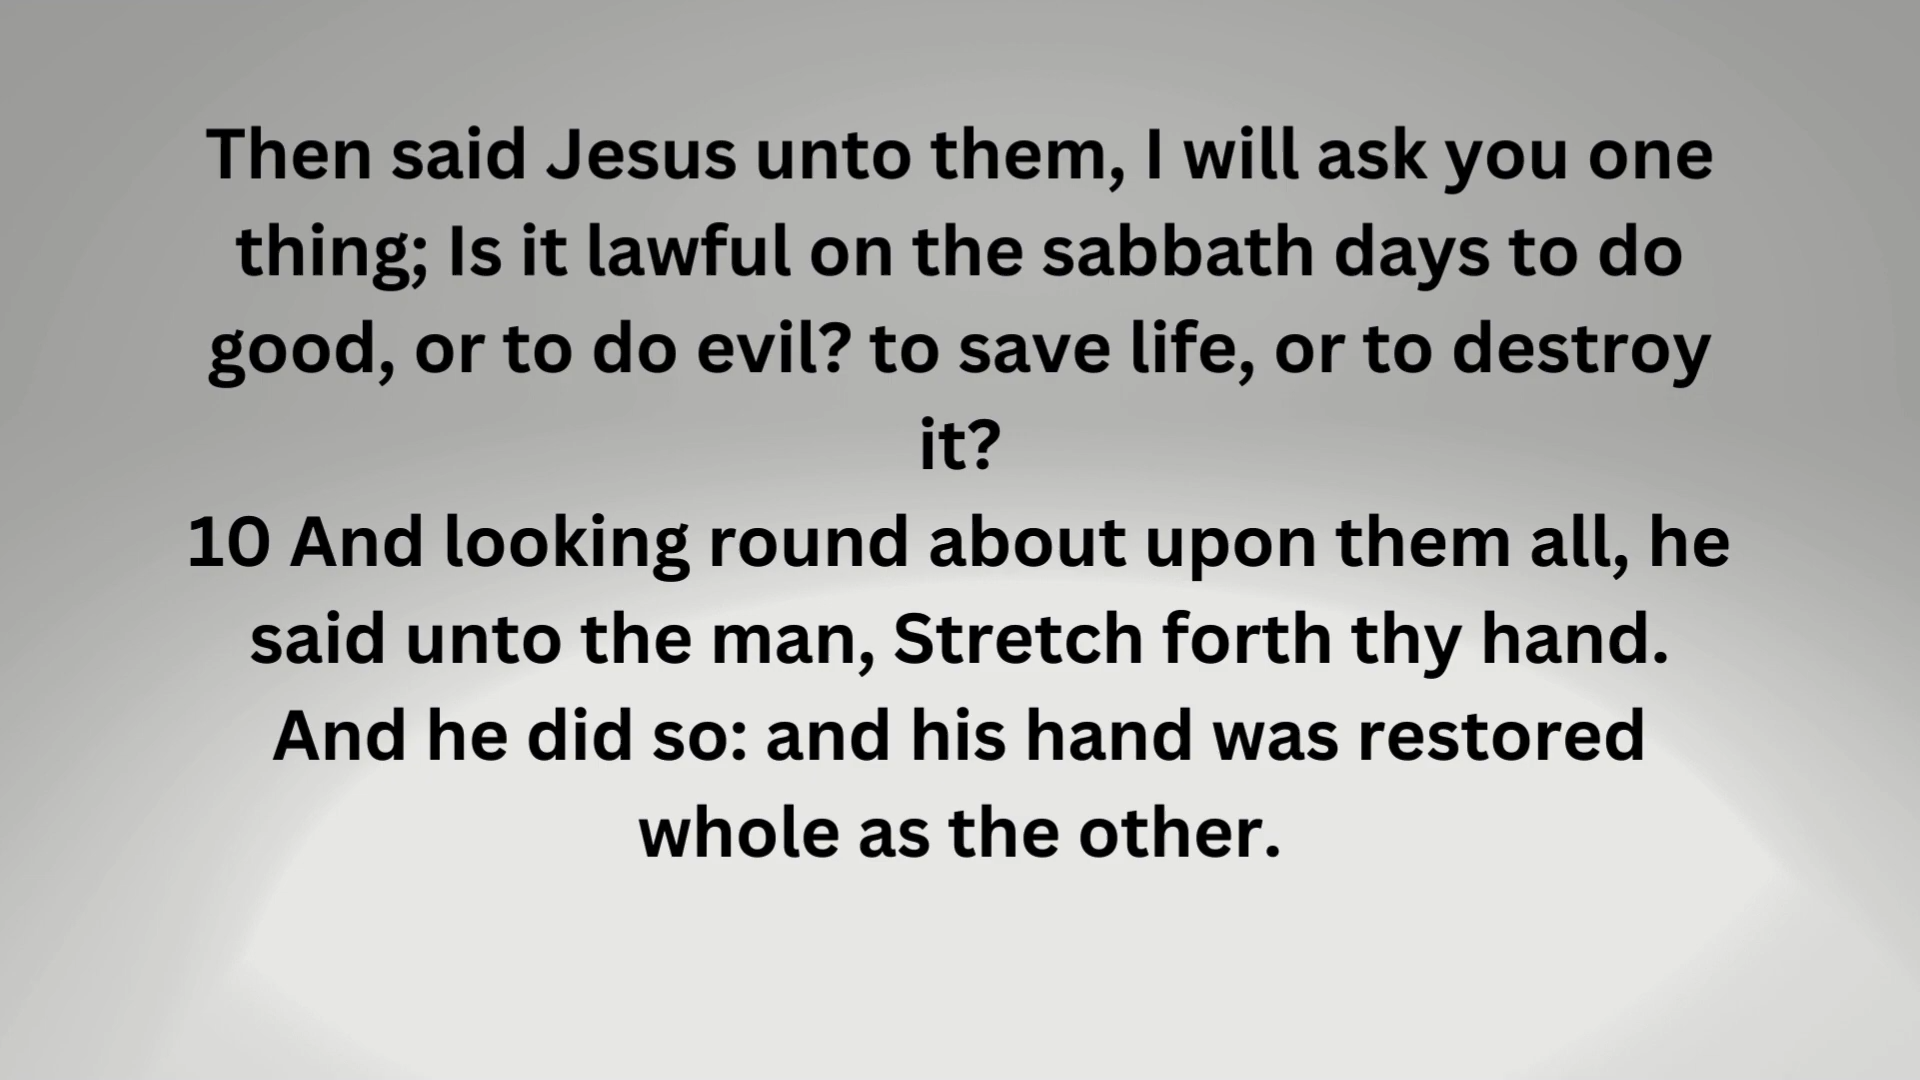 Then said Jesus unto them, I will ask you one
thing; Is it lawful on the sabbath days to do
good, or to do evil? to save life, or to destroy
it?
10 And looking round about upon them all, he
said unto the man, Stretch forth thy hand.
And he did so: and his hand was restored
whole as the other.